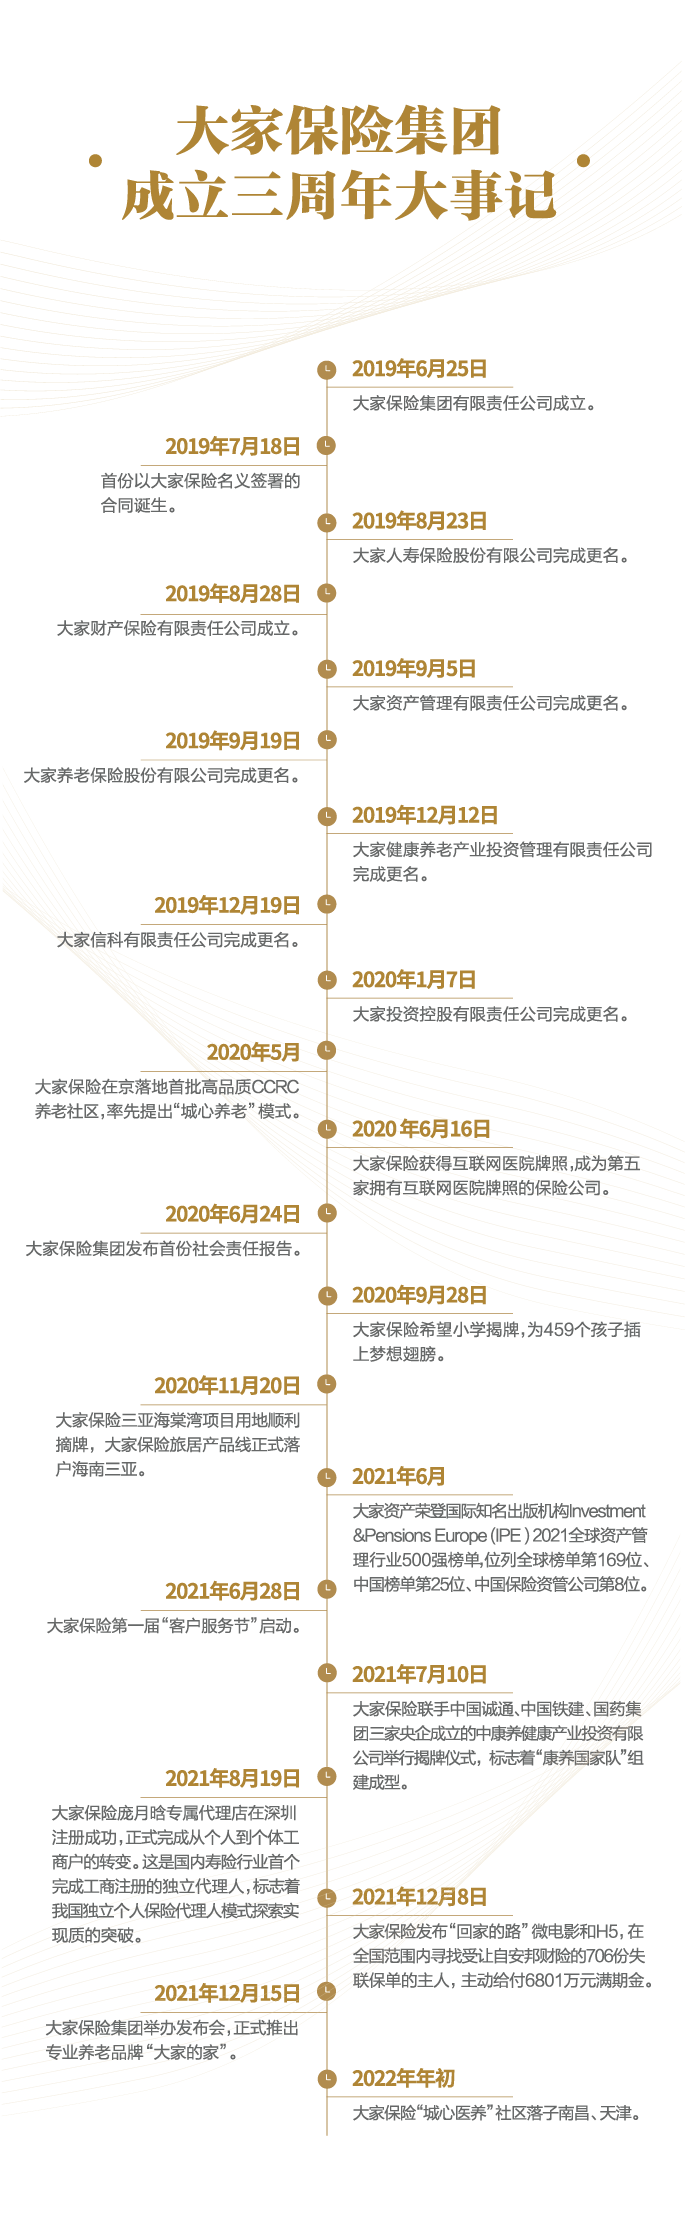 大家保险集团
成立三周年大事记
2019年6月25日
大家保险集团有限责任公司成立。
2019年7月18日
首份以大家保险名义签署的
合同诞生。
2019年8月23日
大家人寿保险股份有限公司完成更名。
2019年8月28日
大家财产保险有限责任公司成立。
2019年9月5日
大家资产管理有限责任公司完成更名。
2019年9月19日
大家养老保险股份有限公司完成更名。
2019年12月12日
大家健康养老产业投资管理有限责任公司
完成更名。
2019年12月19日
大家信科有限责任公司完成更名。
2020年1月7日
大家投资控股有限责任公司完成更名。
2020年5月
大家保险在京落地首批高品质CCRC
养老社区,率先提出“城心养老”模式。
2020 年6月16日
大家保险获得互联网医院牌照,成为第五
家拥有互联网医院牌照的保险公司。
2020年6月24日
大家保险集团发布首份社会责任报告。
2020年9月28日
大家保险希望小学揭牌,为459个孩子插
上梦想翅膀。
2020年11月20日
大家保险三亚海棠湾项目用地顺利
摘牌，大家保险旅居产品线正式落
户海南三亚。
2021年6月
大家资产荣登国际知名出版机构Investment
&Pensions Europe (IPE ) 2021全球资产管
理行业500强榜单,位列全球榜单第169位、
中国榜单第25位、中国保险资管公司第8位。
2021年6月28日
大家保险第一届“客户服务节”启动。
2021年7月10日
大家保险联手中国诚通、中国铁建、国药集
团三家央企成立的中康养健康产业投资有限
公司举行揭牌仪式，标志着“康养国家队”组
建成型。
2021年8月19日
大家保险庞月晗专属代理店在深圳
注册成功,正式完成从个人到个体工
商户的转变。这是国内寿险行业首个
完成工商注册的独立代理人,标志着
我国独立个人保险代理人模式探索实
现质的突破。
2021年12月8日
大家保险发布“回家的路”微电影和H5，在
全国范围内寻找受让自安邦财险的706份失
联保单的主人，主动给付6801万元满期金。
2021年12月15日
大家保险集团举办发布会,正式推出
专业养老品牌“大家的家”。
2022年年初
大家保险“城心医养”社区落子南昌、天津。